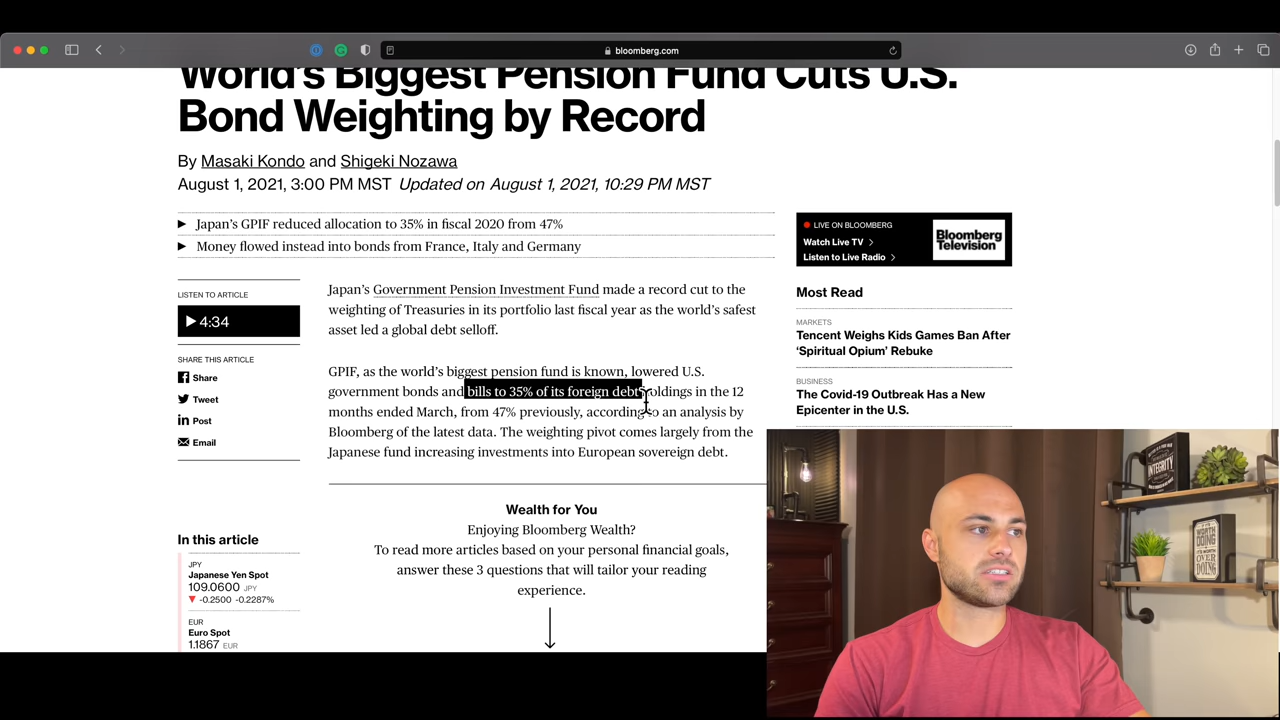 bloomberg.com
World's Biggest Pension Fund Cuts U.S.
Bond Weighting by Record
By Masaki Kondo and Shigeki Nozawa
August 1, 2021, 3:00 PM MST Updated on August 1, 2021, 10:29 PM MST
Japan's GPIF reduced allocation to 35% in fiscal 2020 from 47%
Money flowed instead into bonds from France, Italy and Germany
LISTEN TO ARTICLE
4:34
SHARE THIS ARTICLE
Share
Tweet
Post
Email
In this article
JPY
Japanese Yen Spot
109.0600 JPY
▼ -0.2500 -0.2287%
EUR
Euro Spot
1.1867 EUR
Japan's Government Pension Investment Fund made a record cut to the
weighting of Treasuries in its portfolio last fiscal year as the world's safest
asset led a global debt selloff.
GPIF, as the world's biggest pension fund is known, lowered U.S.
government bonds and bills to 35% of its foreign debt holdings in the 12
months ended March, from 47% previously, according to an analysis by
Bloomberg of the latest data. The weighting pivot comes largely from the
Japanese fund increasing investments into European sovereign debt.
Wealth for You
Enjoying Bloomberg Wealth?
To read more articles based on your personal financial goals,
answer these 3 questions that will tailor your reading
experience.
LIVE ON BLOOMBERG
Watch Live TV >
Listen to Live Radio >
Bloomberg
Television
Most Read
MARKETS
Tencent Weighs Kids Games Ban After
'Spiritual Opium' Rebuke
BUSINESS
The Covid-19 Outbreak Has a New
Epicenter in the U.S.
INTEGRITY
WORTH
DOING
WORTH
OVER
DOING